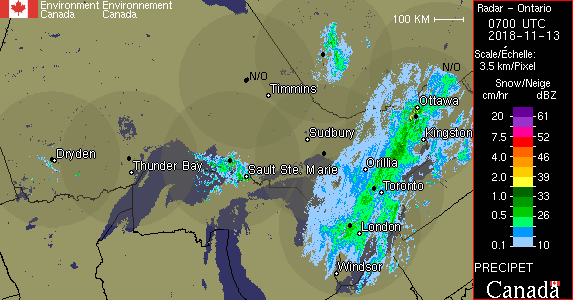 Environment Environnement
Canada Canada
100 KM
N/O
Timmins
N/O
Ottawa
Sudbury
Kingston
Dryden
Thunder Bay
Sault Ste. Marie
Orillia
Toronto
London
Windsor
Radar - Ontario
0700 UTC
2018-11-13
Scale/Échelle:
3.5 km/Pixel
Snow/Neige
cm/hr dBZ
20 61
7.5 52
4.0 46
2.0 39
1.0 33
0.5 26
0.1 10
PRECIPET
Canada